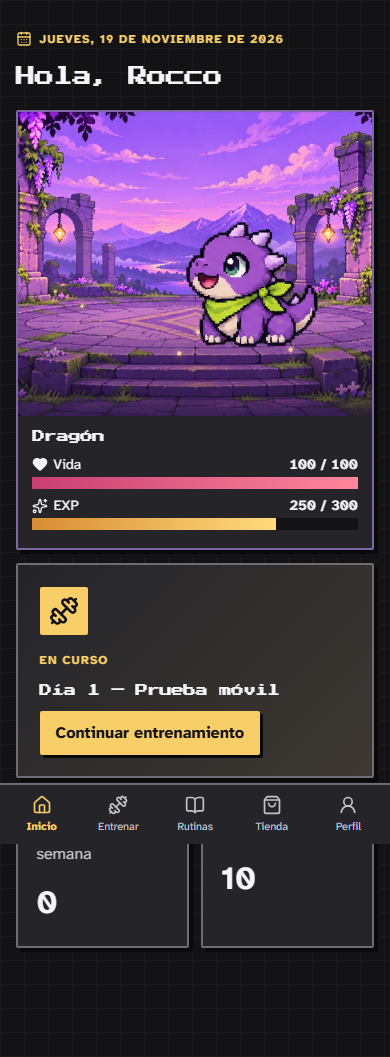 JUEVES, 19 DE NOVIEMBRE DE 2026
Hola, Rocco
Dragón
Vida
100 / 100
EXP
250 / 300
EN CURSO
Día 1 — Prueba móvil
Continuar entrenamiento
Inicio
Entrenar
Rutinas
Tienda
Perfil
semana
0
10